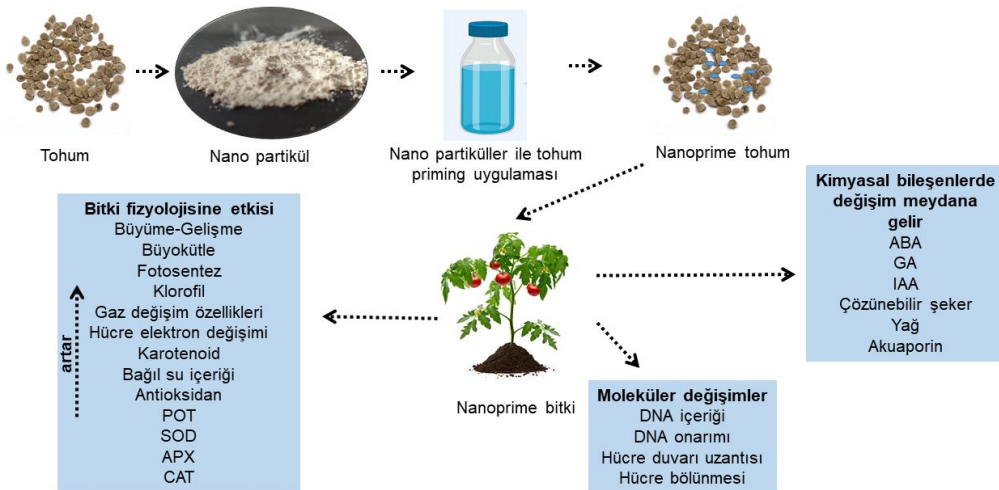 Tohum
Nano partikül
Nano partiküller ile tohum
priming uygulaması
Nanoprime tohum
Bitki fizyolojisine etkisi
Büyüme-Gelişme
Büyokütle
Fotosentez
Klorofil
Gaz değişim özellikleri
Hücre elektron değişimi
Karotenoid
Bağıl su içeriği
Antioksidan
POT
SOD
APX
CAT
artar
Nanoprime bitki
Moleküler değişimler
DNA içeriği
DNA onarımı
Hücre duvarı uzantısı
Hücre bölünmesi
Kimyasal bileşenlerde
değişim meydana
gelir
ABA
GA
IAA
Çözünebilir şeker
Yağ
Akuaporin